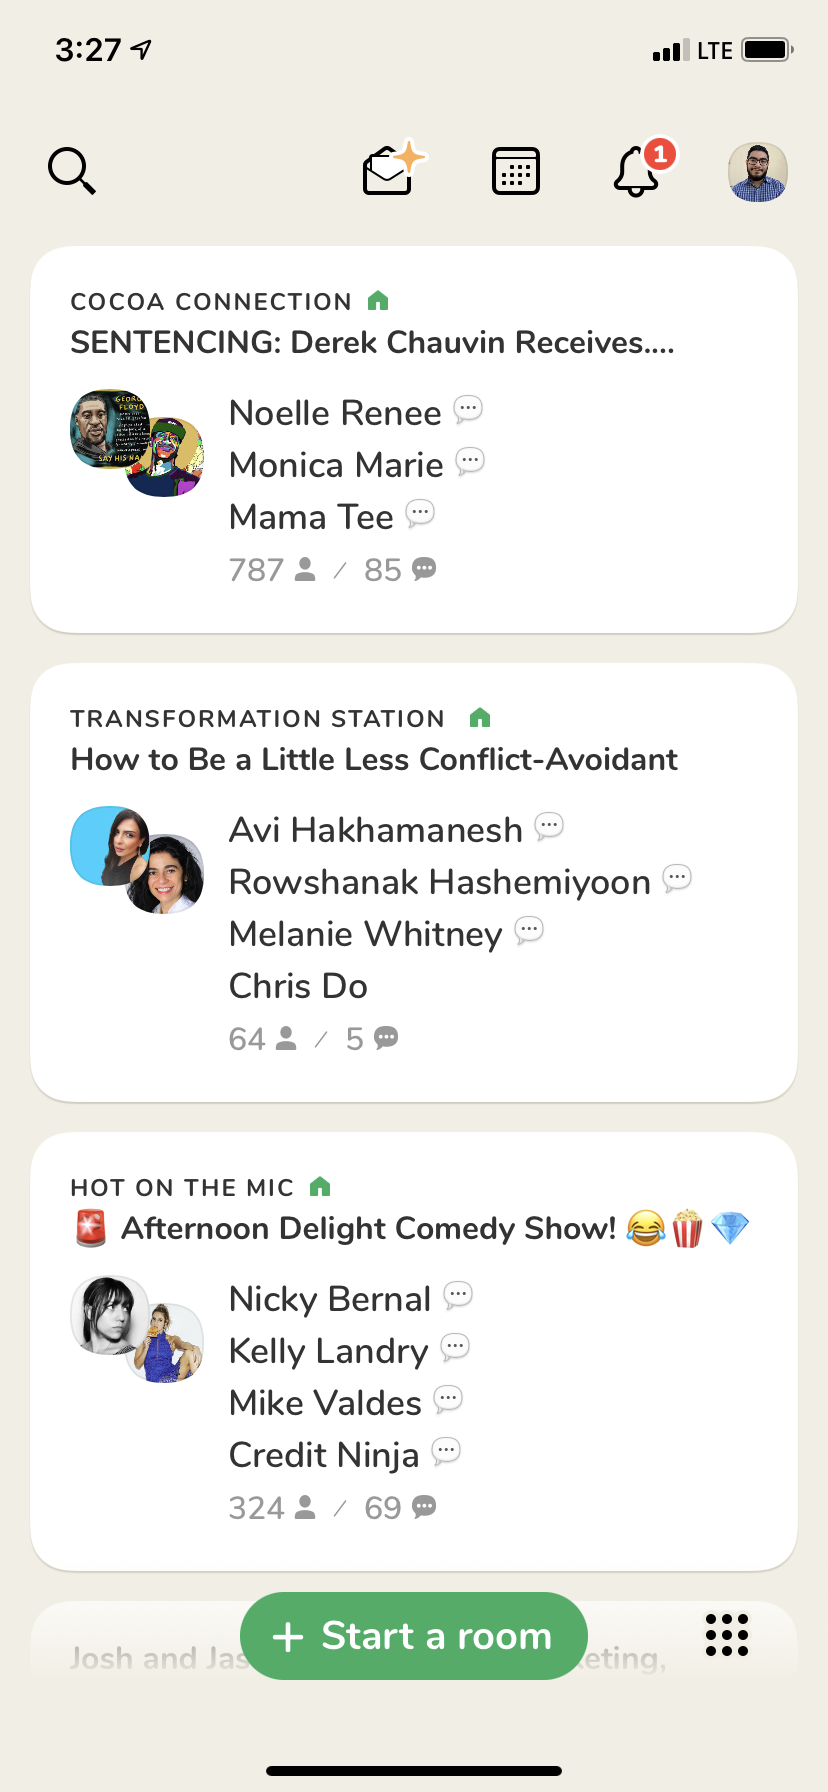 3:27 LTE
1
COCOA CONNECTION
SENTENCING: Derek Chauvin Receives....
GEORGE
FLOYD
SAY HIS NA
Noelle Renee
Monica Marie
Mama Tee
787 / 85
TRANSFORMATION STATION
How to Be a Little Less Conflict-Avoidant
Avi Hakhamanesh
Rowshanak Hashemiyoon
Melanie Whitney
Chris Do
64 / 5
HOT ON THE MIC
🚨 Afternoon Delight Comedy Show! 😂🍿💎
Nicky Bernal
Kelly Landry
Mike Valdes
Credit Ninja
324 / 69
+ Start a room
Josh and Jas eting,